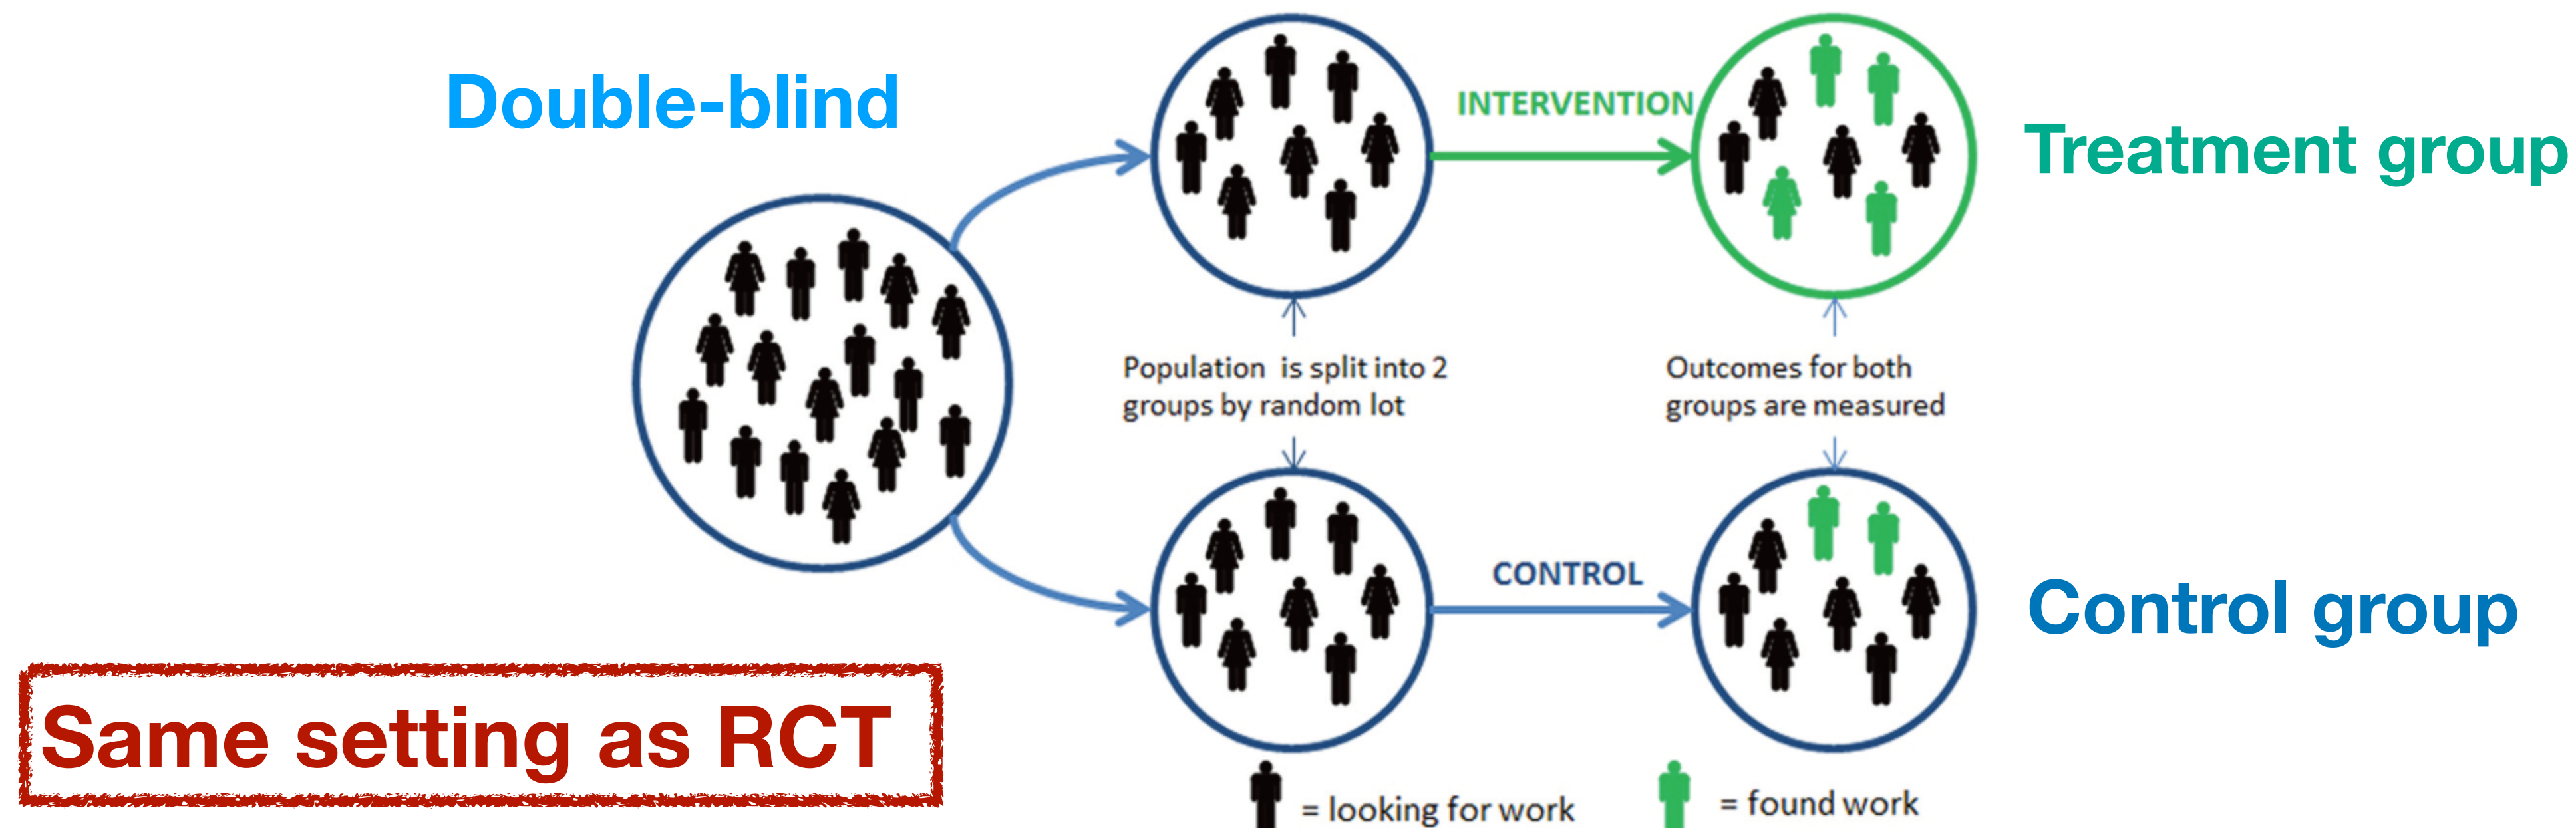 Double-blind
INTERVENTION
Treatment group
Population is split into 2
groups by random lot
Outcomes for both
groups are measured
CONTROL
Control group
Same setting as RCT
= looking for work
= found work